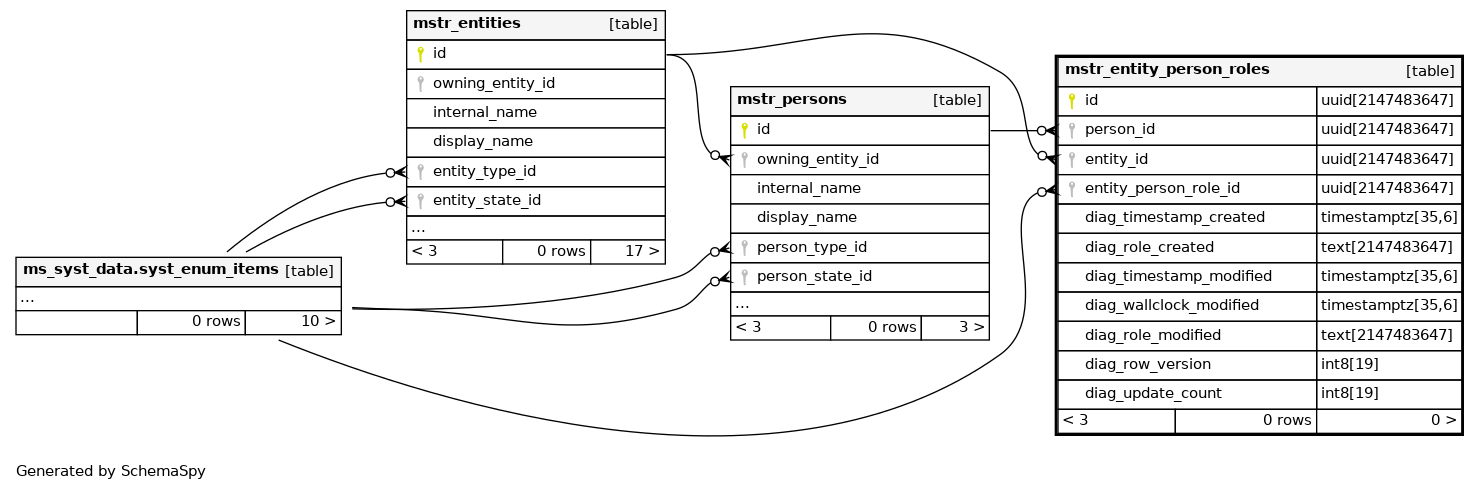 mstr_entities [table]
id
owning_entity_id
internal_name
display_name
entity_type_id
entity_state_id
...
< 3 0 rows 17 >
ms_syst_data.syst_enum_items [table]
...
0 rows 10 >
mstr_persons [table]
id
owning_entity_id
internal_name
display_name
person_type_id
person_state_id
...
< 3 0 rows 3 >
mstr_entity_person_roles [table]
id uuid[2147483647]
person_id uuid[2147483647]
entity_id uuid[2147483647]
entity_person_role_id uuid[2147483647]
diag_timestamp_created timestamptz[35,6]
diag_role_created text[2147483647]
diag_timestamp_modified timestamptz[35,6]
diag_wallclock_modified timestamptz[35,6]
diag_role_modified text[2147483647]
diag_row_version int8[19]
diag_update_count int8[19]
< 3 0 rows 0 >
Generated by SchemaSpy